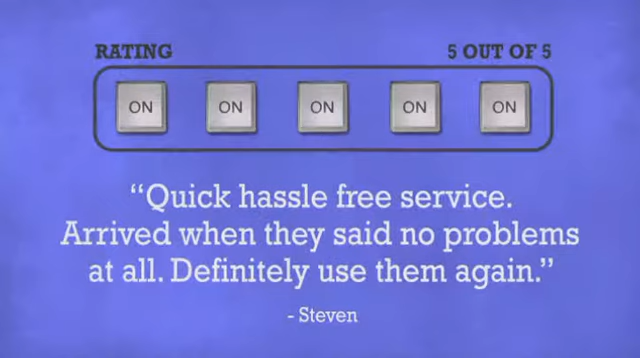 RATING 5 OUT OF 5
ON ON ON ON ON
“Quick hassle free service.
Arrived when they said no problems
at all. Definitely use them again.”
- Steven